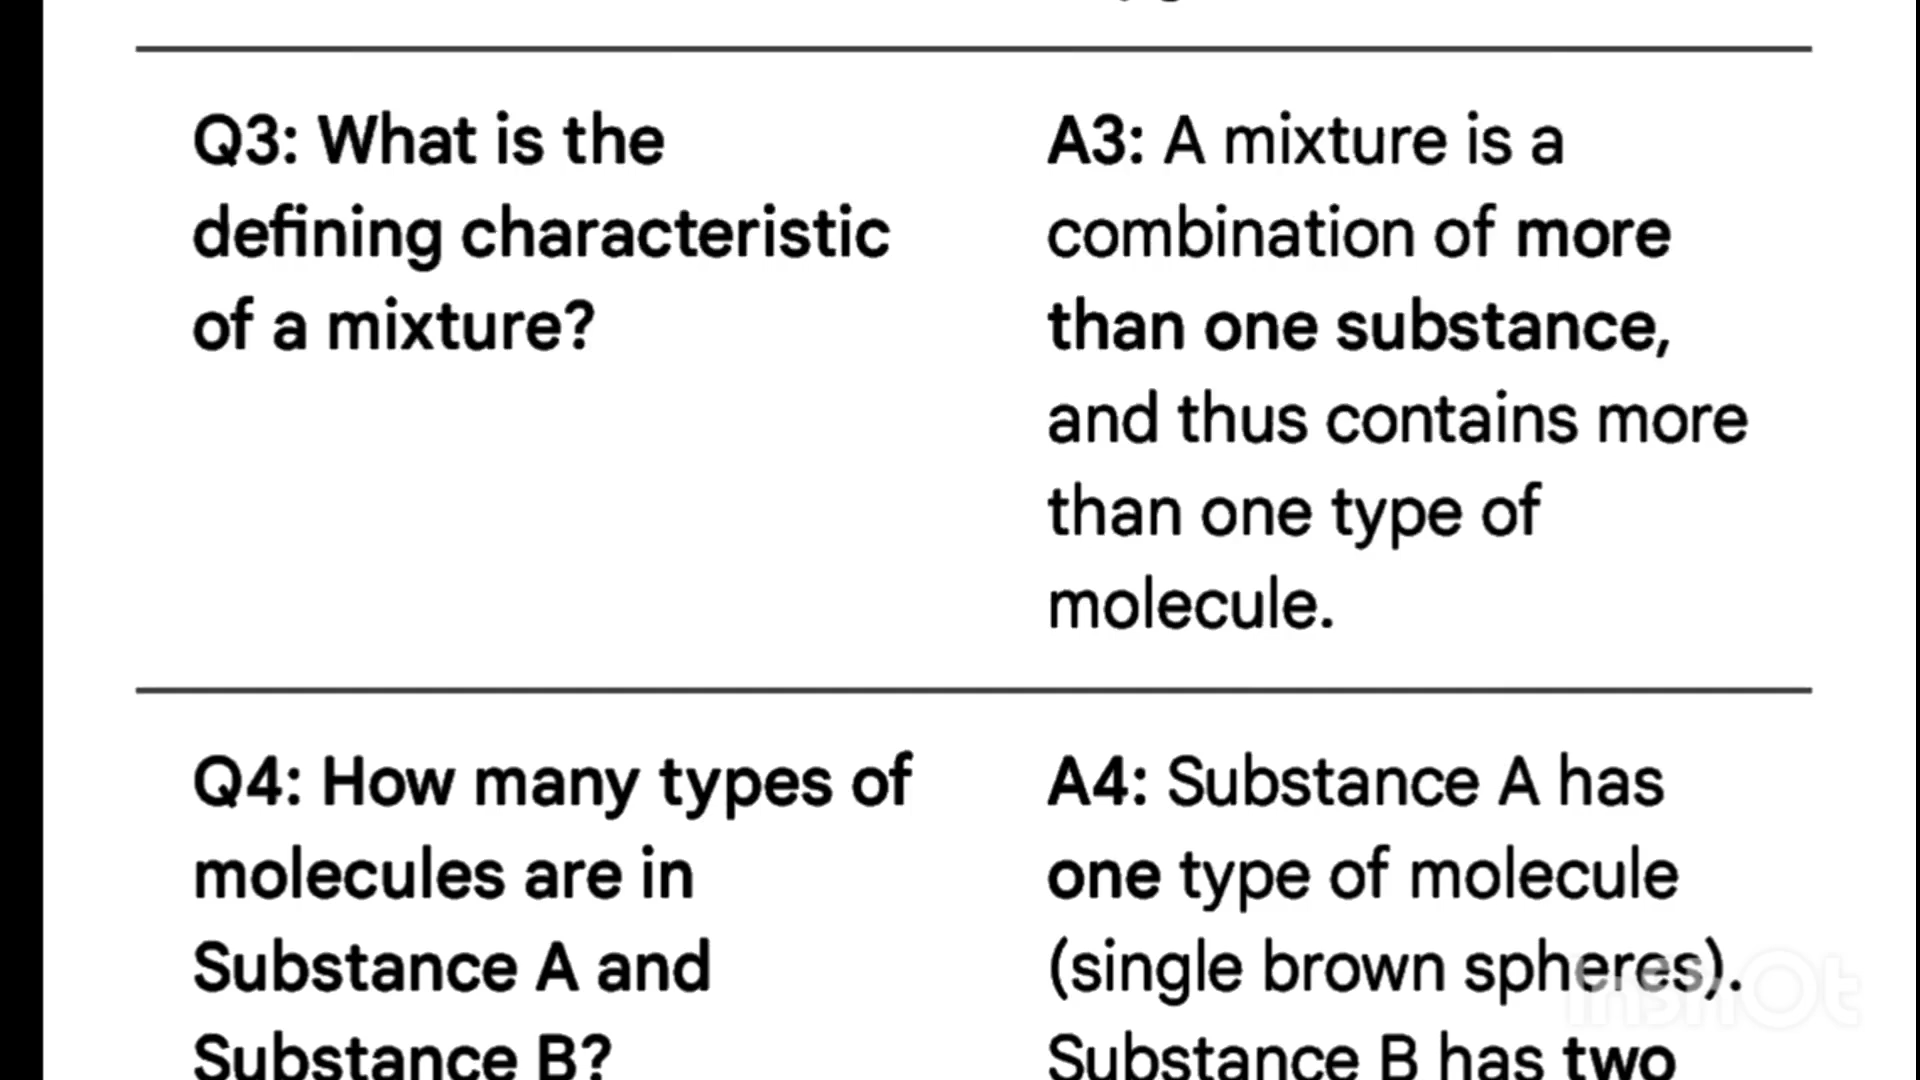 Q3: What is the
defining characteristic
of a mixture?
A3: A mixture is a
combination of more
than one substance,
and thus contains more
than one type of
molecule.
Q4: How many types of
molecules are in
Substance A and
Substance B?
A4: Substance A has
one type of molecule
(single brown spheres).
Substance B has two
InShOt